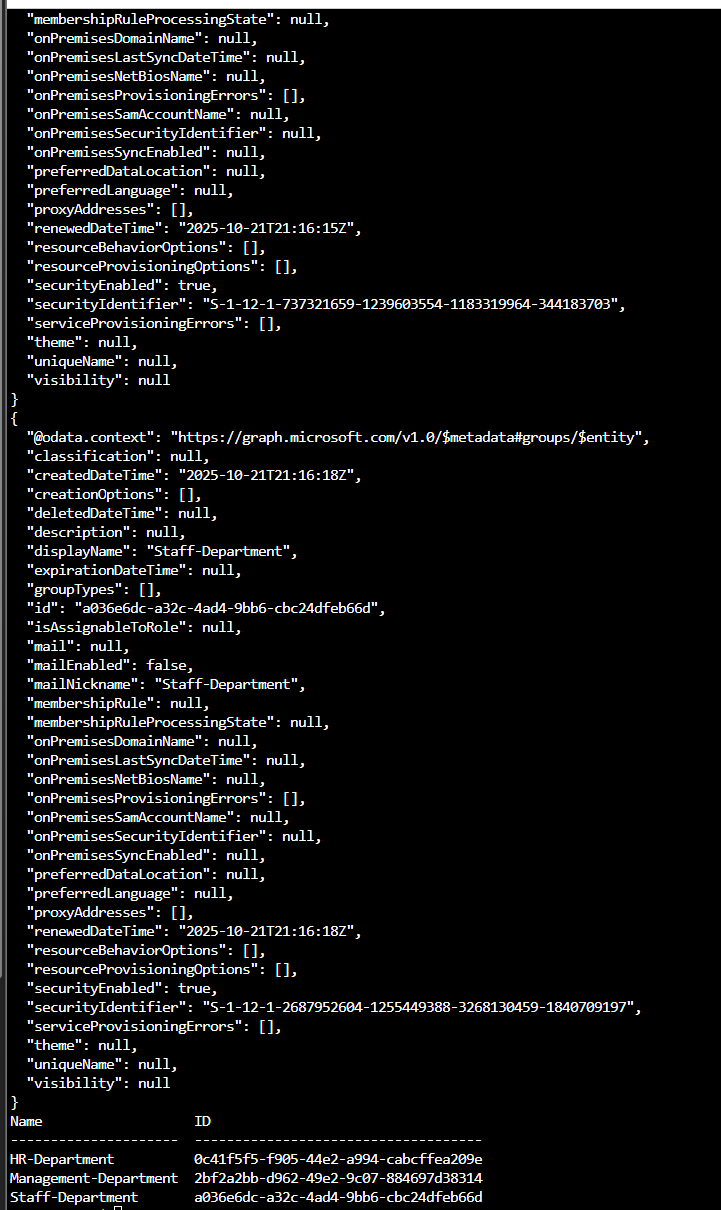 "membershipRuleProcessingState": null,
"onPremisesDomainName": null,
"onPremisesLastSyncDateTime": null,
"onPremisesNetBiosName": null,
"onPremisesProvisioningErrors": [],
"onPremisesSamAccountName": null,
"onPremisesSecurityIdentifier": null,
"onPremisesSyncEnabled": null,
"preferredDataLocation": null,
"preferredLanguage": null,
"proxyAddresses": [],
"renewedDateTime": "2025-10-21T21:16:15Z",
"resourceBehaviorOptions": [],
"resourceProvisioningOptions": [],
"securityEnabled": true,
"securityIdentifier": "S-1-12-1-737321659-1239603554-1183319964-344183703",
"serviceProvisioningErrors": [],
"theme": null,
"uniqueName": null,
"visibility": null
}
{
"@odata.context": "https://graph.microsoft.com/v1.0/$metadata#groups/$entity",
"classification": null,
"createdDateTime": "2025-10-21T21:16:18Z",
"creationOptions": [],
"deletedDateTime": null,
"description": null,
"displayName": "Staff-Department",
"expirationDateTime": null,
"groupTypes": [],
"id": "a036e6dc-a32c-4ad4-9bb6-cbc24dfeb66d",
"isAssignableToRole": null,
"mail": null,
"mailEnabled": false,
"mailNickname": "Staff-Department",
"membershipRule": null,
"membershipRuleProcessingState": null,
"onPremisesDomainName": null,
"onPremisesLastSyncDateTime": null,
"onPremisesNetBiosName": null,
"onPremisesProvisioningErrors": [],
"onPremisesSamAccountName": null,
"onPremisesSecurityIdentifier": null,
"onPremisesSyncEnabled": null,
"preferredDataLocation": null,
"preferredLanguage": null,
"proxyAddresses": [],
"renewedDateTime": "2025-10-21T21:16:18Z",
"resourceBehaviorOptions": [],
"resourceProvisioningOptions": [],
"securityEnabled": true,
"securityIdentifier": "S-1-12-1-2687952604-1255449388-3268130459-1840709197",
"serviceProvisioningErrors": [],
"theme": null,
"uniqueName": null,
"visibility": null
}
Name ID
--------------------- ------------------------------------
HR-Department 0c41f5f5-f905-44e2-a994-cabcffea209e
Management-Department 2bf2a2bb-d962-49e2-9c07-884697d38314
Staff-Department a036e6dc-a32c-4ad4-9bb6-cbc24dfeb66d